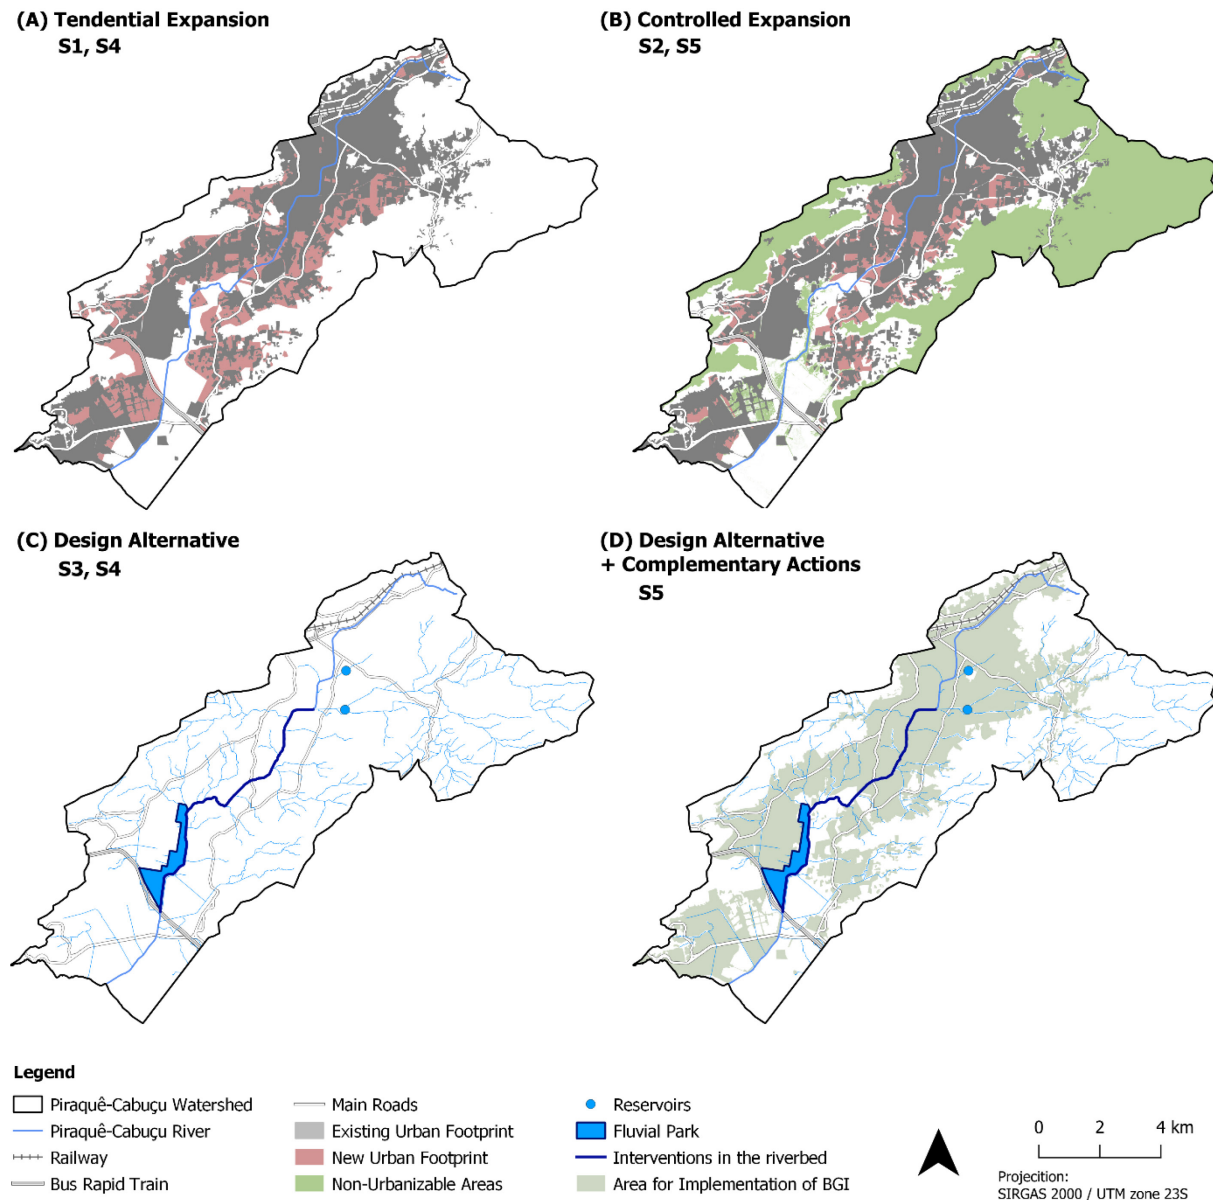 (A) Tendential Expansion
S1, S4
(B) Controlled Expansion
S2, S5
(C) Design Alternative
S3, S4
(D) Design Alternative
+ Complementary Actions
S5
Legend
Piraquê-Cabuçu Watershed
Piraquê-Cabuçu River
Railway
Bus Rapid Train
Main Roads
Existing Urban Footprint
New Urban Footprint
Non-Urbanizable Areas
Reservoirs
Fluvial Park
Interventions in the riverbed
Area for Implementation of BGI
0 2 4 km
Projection:
SIRGAS 2000 / UTM zone 23S